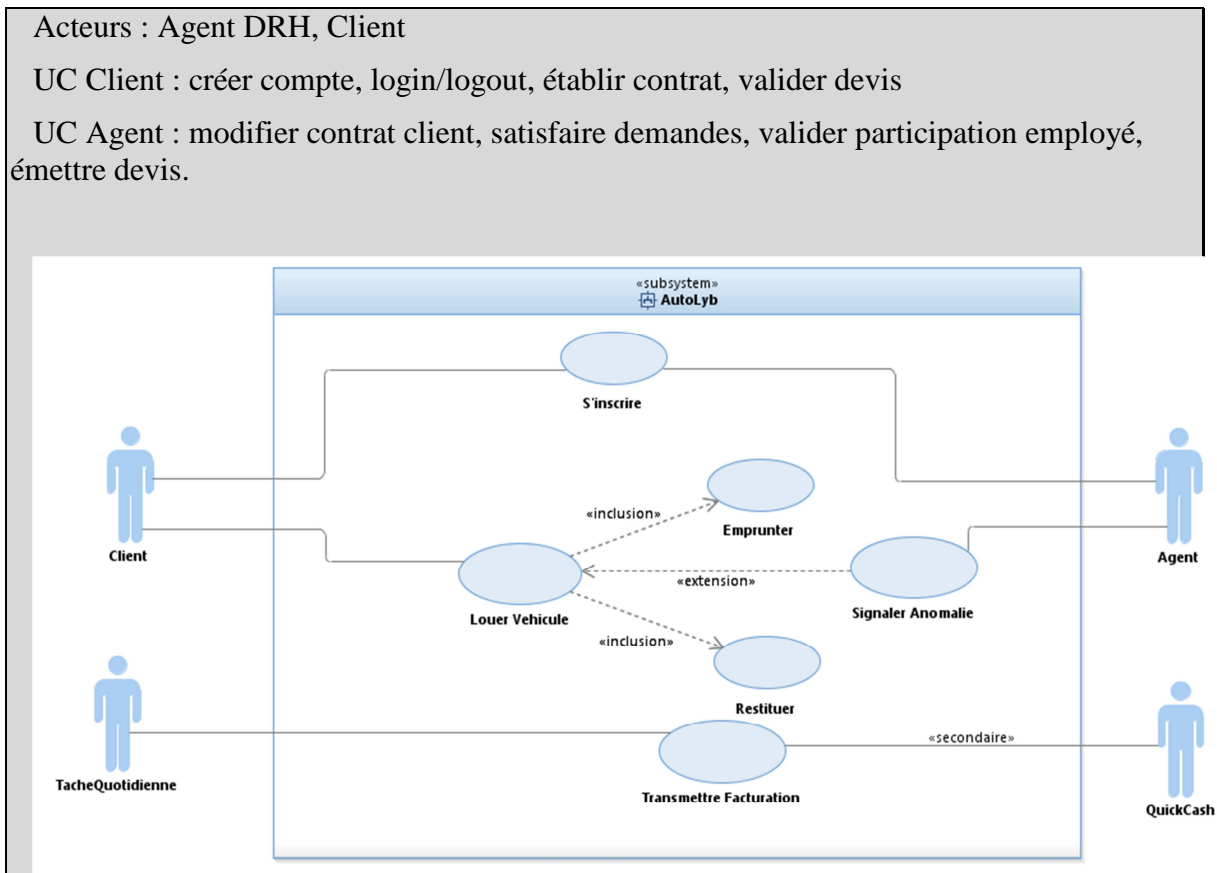 Acteurs : Agent DRH, Client
UC Client : créer compte, login/logout, établir contrat, valider devis
UC Agent : modifier contrat client, satisfaire demandes, valider participation employé,
émettre devis.
«subsystem»
AutoLyb
S'inscrire
«inclusion»
Emprunter
Client
Agent
«extension»
Louer Vehicule
Signaler Anomalie
«inclusion»
Restituer
«secondaire»
TacheQuotidienne
Transmettre Facturation
QuickCash